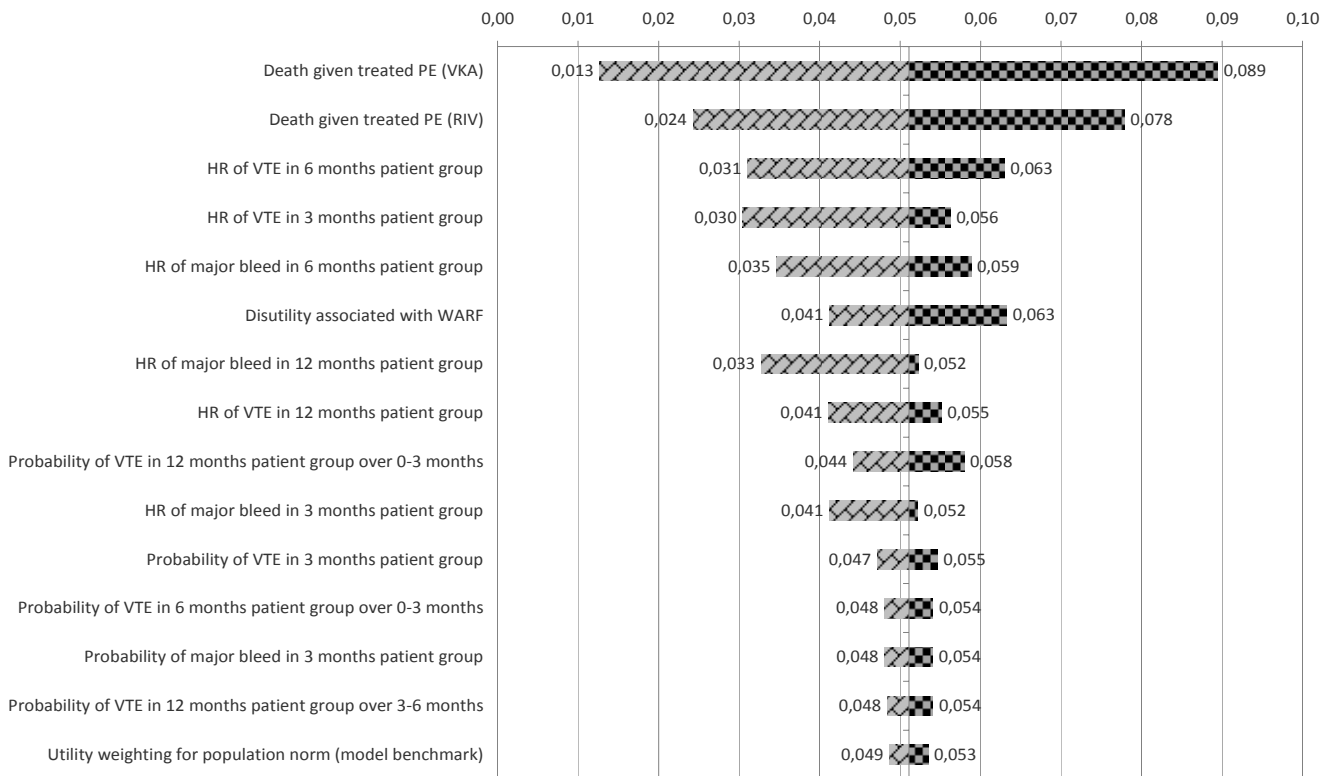 0,00 0,01 0,02 0,03 0,04 0,05 0,06 0,07 0,08 0,09 0,10
Death given treated PE (VKA) 0,013 0,089
Death given treated PE (RIV) 0,024 0,078
HR of VTE in 6 months patient group 0,031 0,063
HR of VTE in 3 months patient group 0,030 0,056
HR of major bleed in 6 months patient group 0,035 0,059
Disutility associated with WARF 0,041 0,063
HR of major bleed in 12 months patient group 0,033 0,052
HR of VTE in 12 months patient group 0,041 0,055
Probability of VTE in 12 months patient group over 0-3 months 0,044 0,058
HR of major bleed in 3 months patient group 0,041 0,052
Probability of VTE in 3 months patient group 0,047 0,055
Probability of VTE in 6 months patient group over 0-3 months 0,048 0,054
Probability of major bleed in 3 months patient group 0,048 0,054
Probability of VTE in 12 months patient group over 3-6 months 0,048 0,054
Utility weighting for population norm (model benchmark) 0,049 0,053